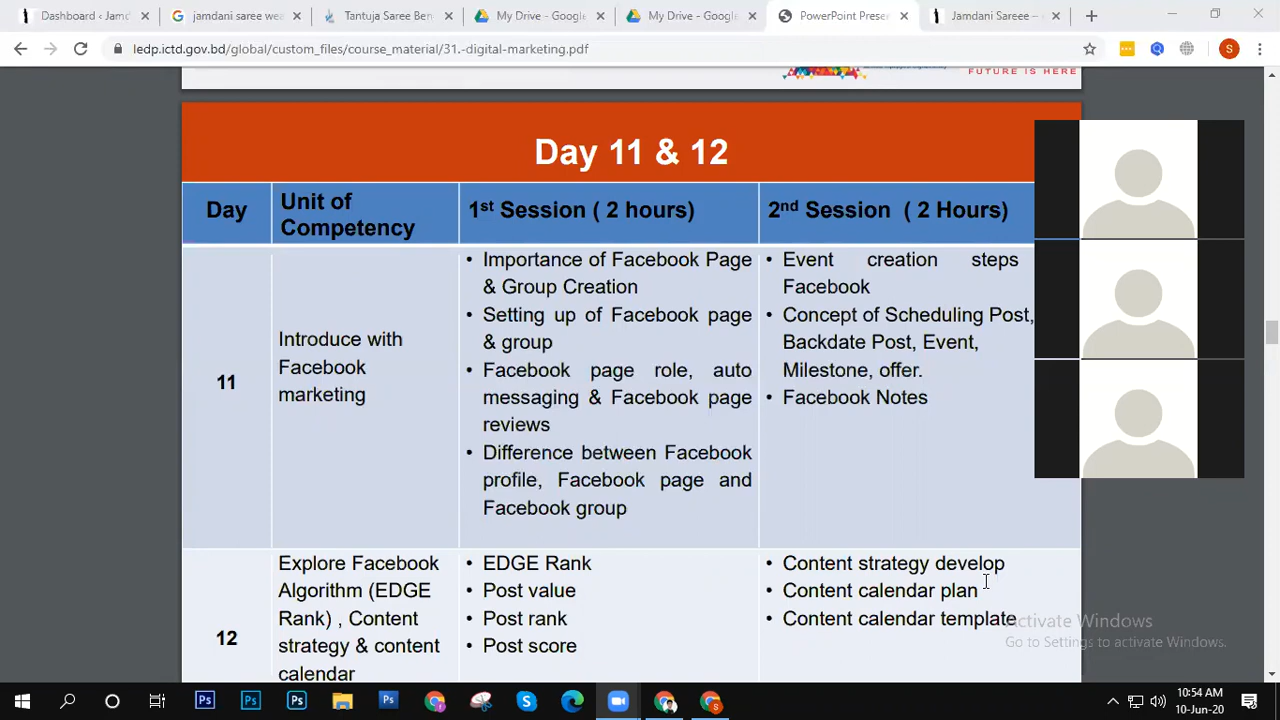 Dashboard ‹ Jamd
jamdani saree wea
Tantuja Saree Ben
My Drive - Google
My Drive - Google
PowerPoint Presen
Jamdani Sareee –
ledp.ictd.gov.bd/global/custom_files/course_material/31.-digital-marketing.pdf
S
FUTURE IS HERE
Day 11 & 12
Day
Unit of
Competency
1st Session ( 2 hours)
2nd Session ( 2 Hours)
11
Introduce with
Facebook
marketing
• Importance of Facebook Page
& Group Creation
• Setting up of Facebook page
& group
• Facebook page role, auto
messaging & Facebook page
reviews
• Difference between Facebook
profile, Facebook page and
Facebook group
• Event creation steps
Facebook
• Concept of Scheduling Post,
Backdate Post, Event,
Milestone, offer.
• Facebook Notes
12
Explore Facebook
Algorithm (EDGE
Rank) , Content
strategy & content
calendar
• EDGE Rank
• Post value
• Post rank
• Post score
• Content strategy develop
• Content calendar plan
• Content calendar template
Activate Windows
Go to Settings to activate Windows.
10:54 AM
10-Jun-20